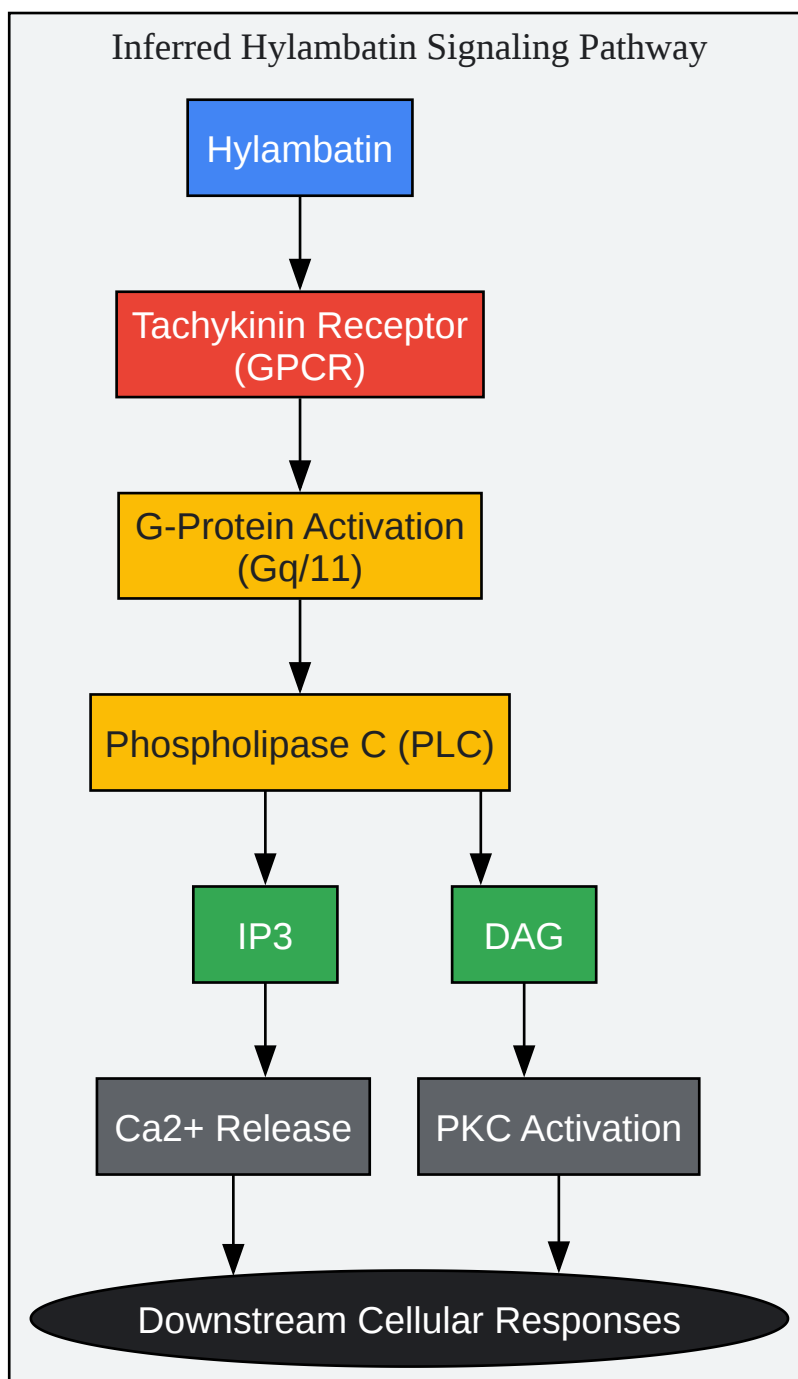 Inferred Hylambatin Signaling Pathway
Hylambatin
Tachykinin Receptor
(GPCR)
G-Protein Activation
(Gq/11)
Phospholipase C (PLC)
IP3
DAG
Ca2+ Release
PKC Activation
Downstream Cellular Responses